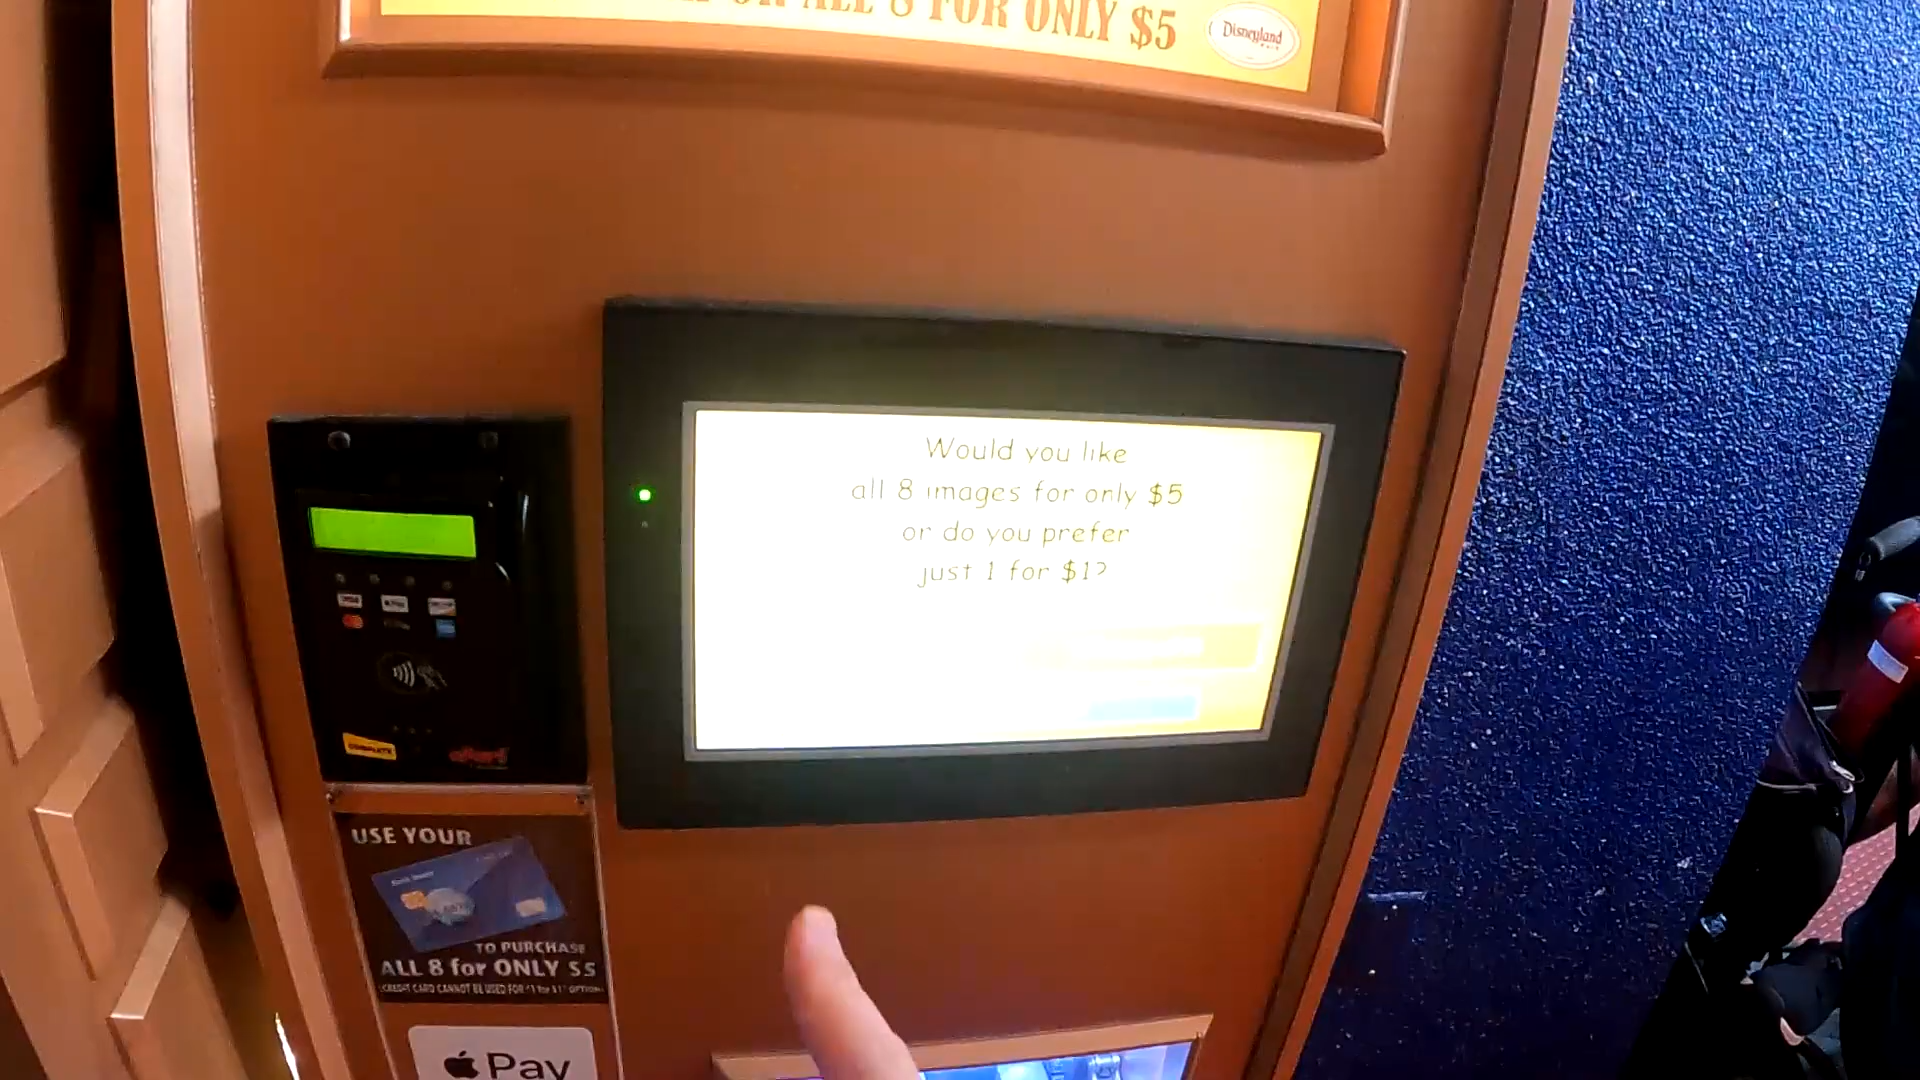 OR ALL 8 FOR ONLY $5
Disneyland
Would you like
all 8 images for only $5
or do you prefer
just 1 for $1?
USE YOUR
TO PURCHASE
ALL 8 for ONLY $5
CREDIT CARD CANNOT BE USED FOR "1 for $1" OPTION
Pay